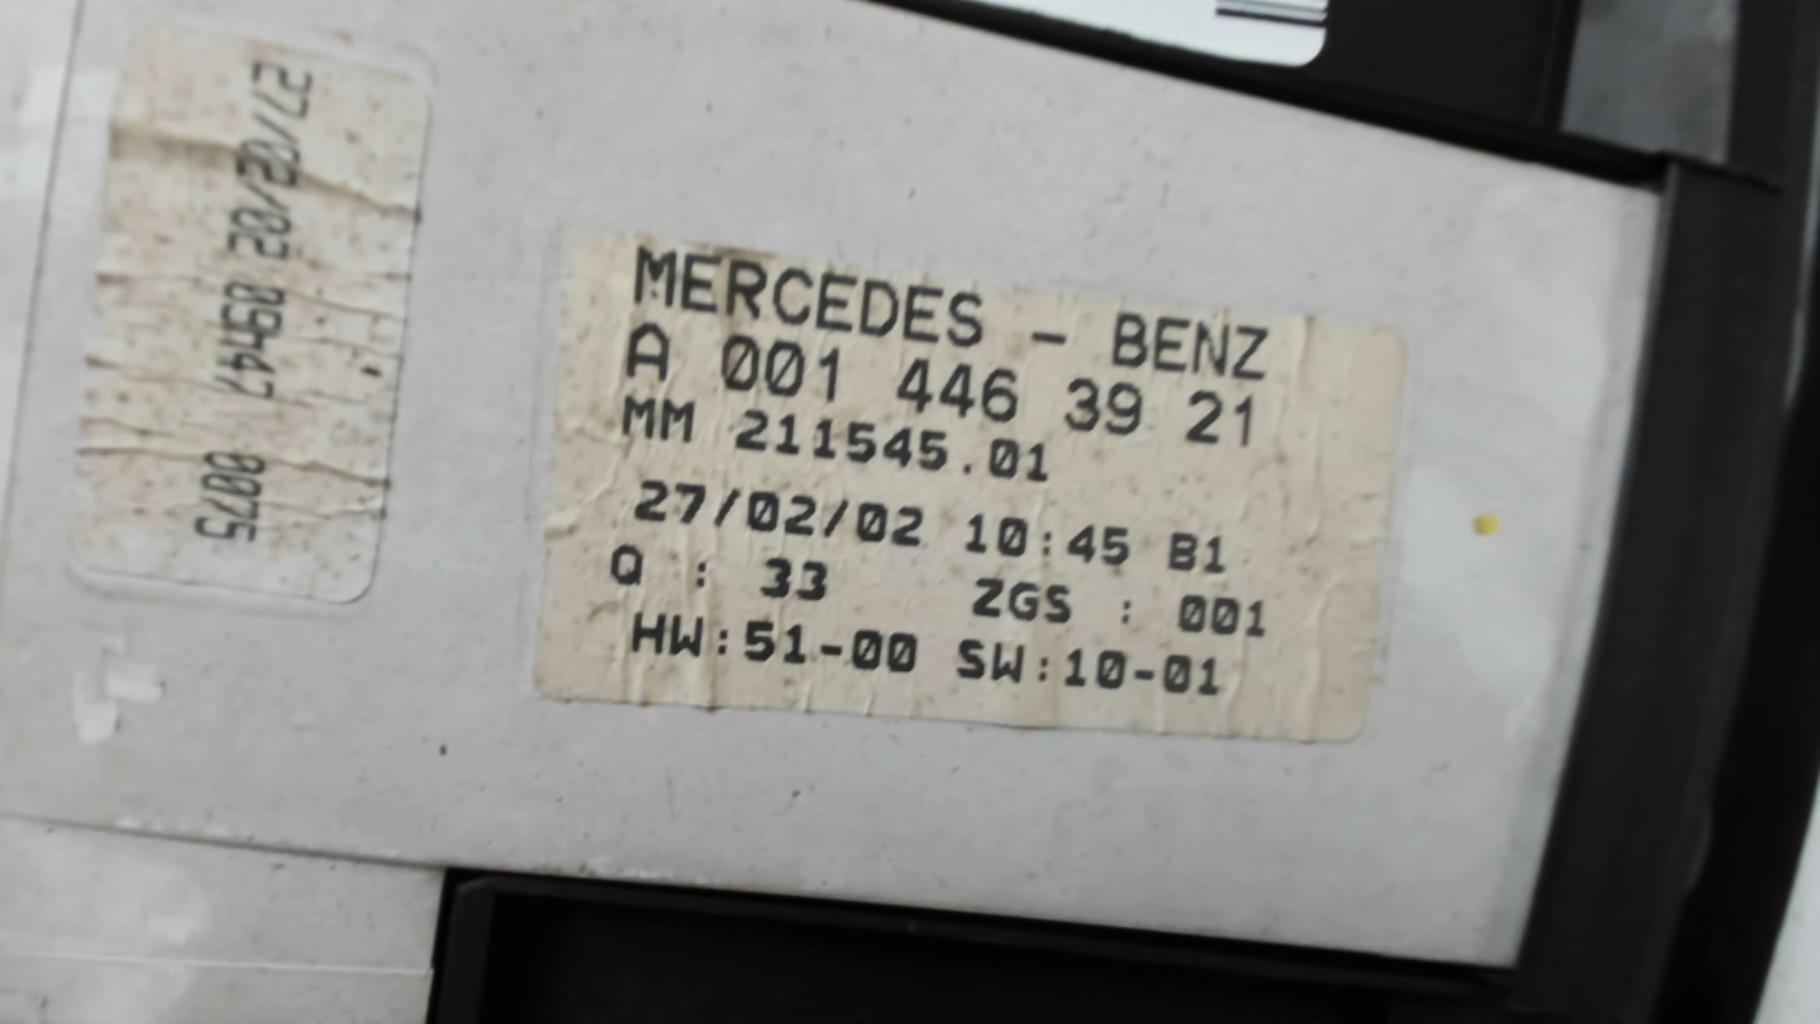 27/02/02
02 09h47
0075
MERCEDES - BENZ
A 001 446 39 21
MM 211545.01
27/02/02 10:45 B1
Q : 33 ZGS : 001
HW:51-00 SW:10-01